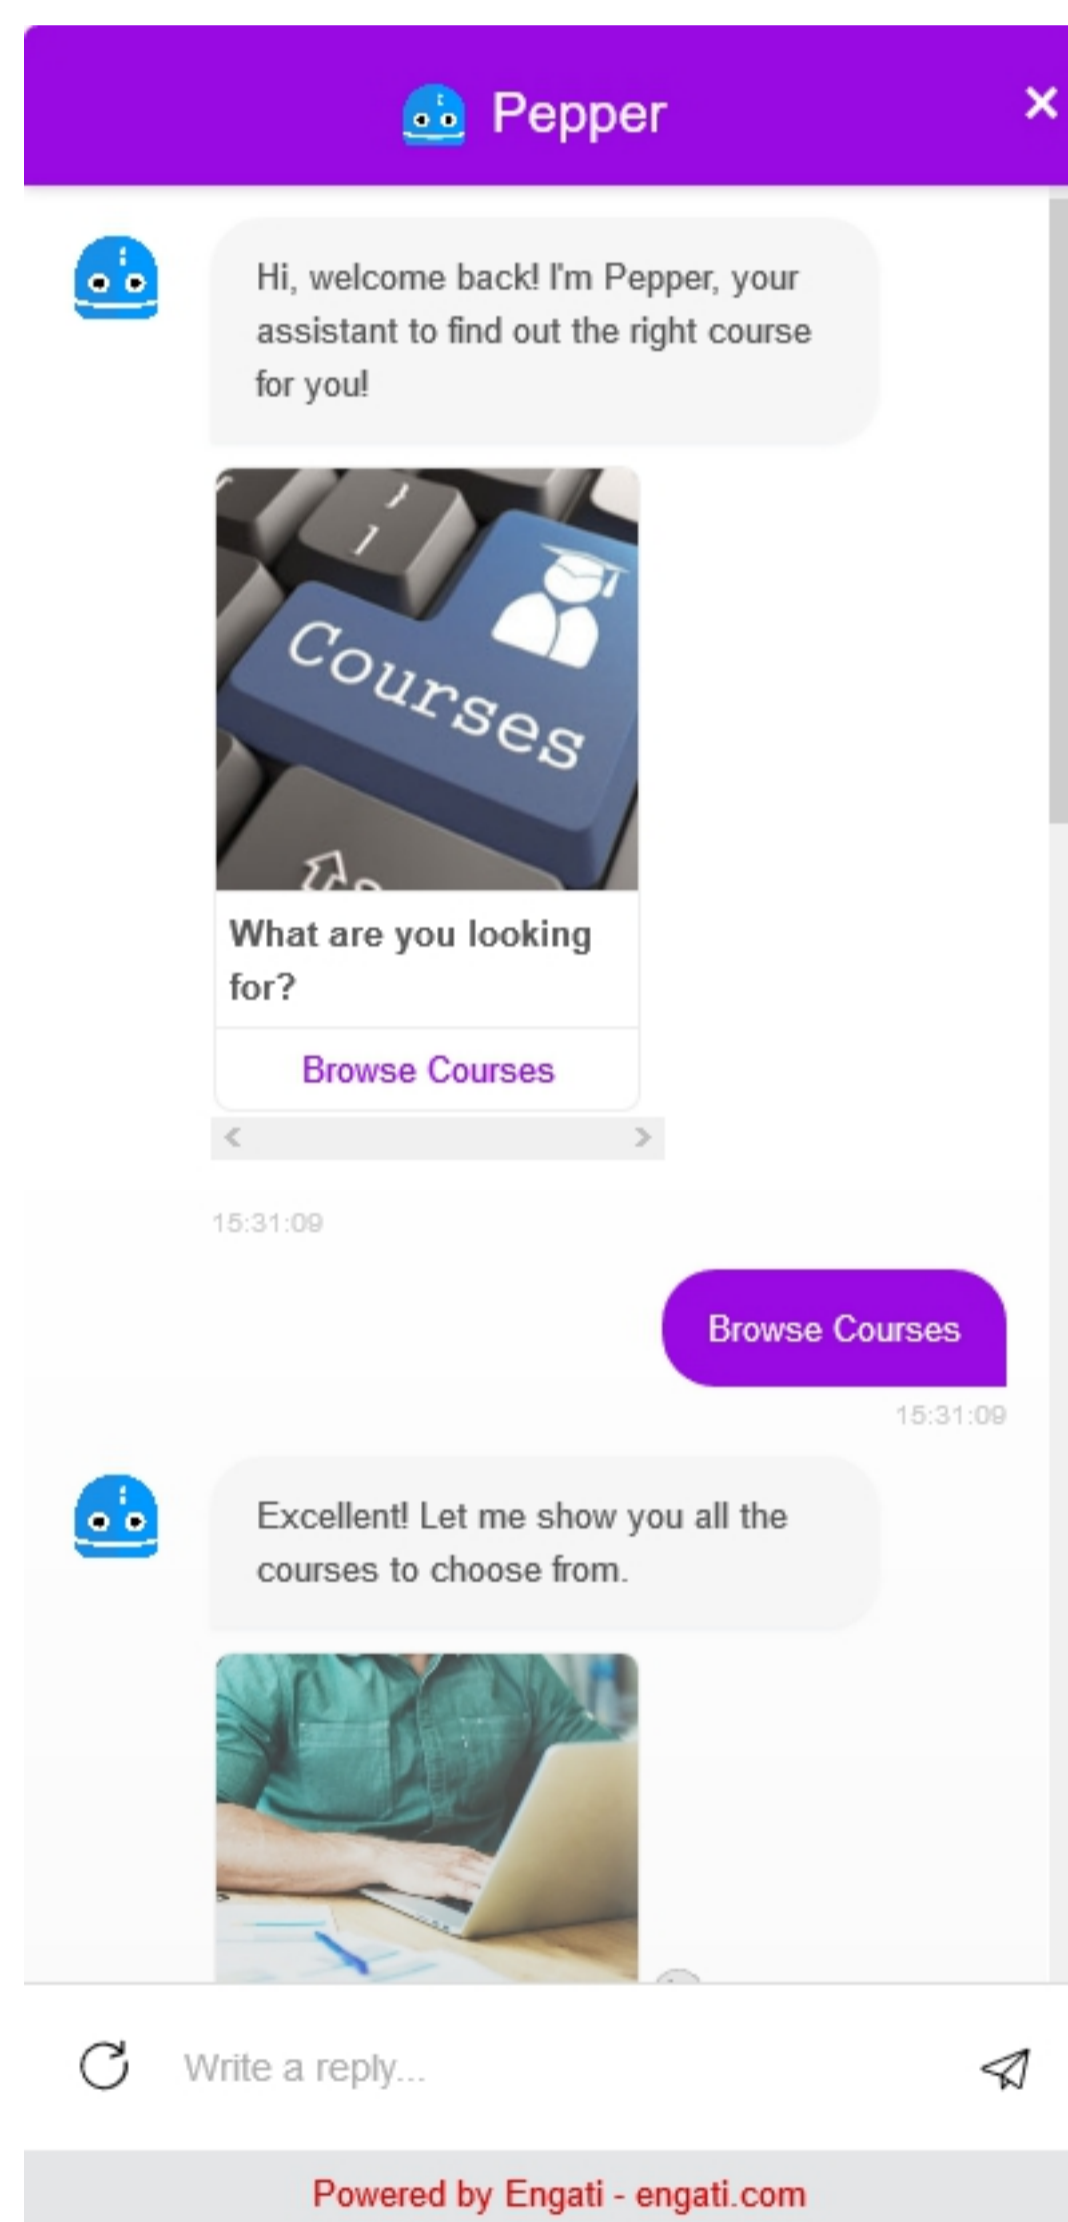 Pepper
Hi, welcome back! I'm Pepper, your
assistant to find out the right course
for you!
}
]
Courses
What are you looking
for?
Browse Courses
15:31:09
Browse Courses
15:31:09
Excellent! Let me show you all the
courses to choose from.
Write a reply...
Powered by Engati - engati.com